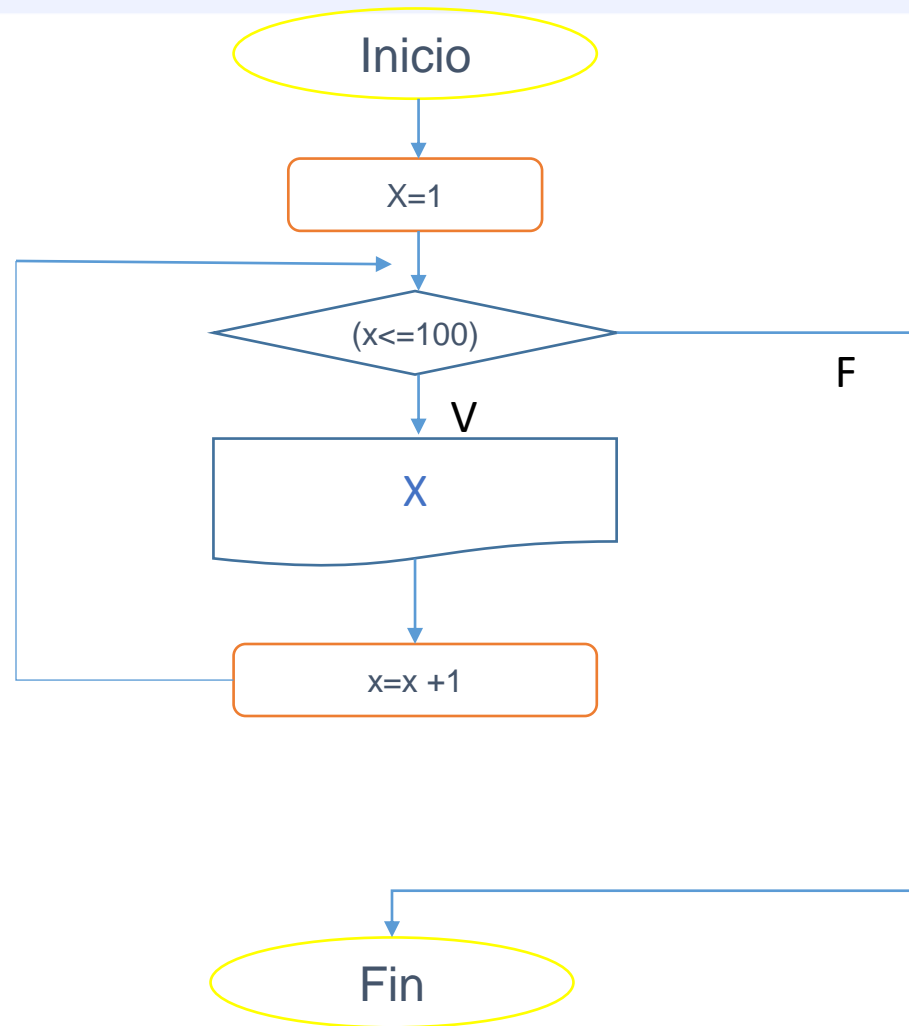 Inicio
X=1
(x<=100)
F
V
X
x=x +1
Fin